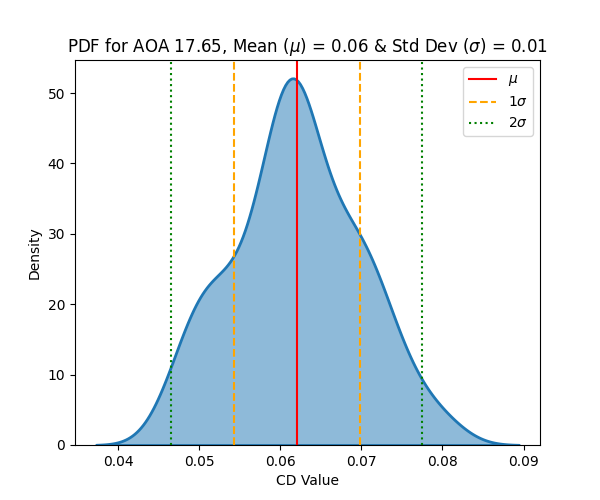 PDF for AOA 17.65, Mean (μ) = 0.06 & Std Dev (σ) = 0.01
μ
1σ
2σ
50
40
30
20
10
0
Density
0.04 0.05 0.06 0.07 0.08 0.09
CD Value